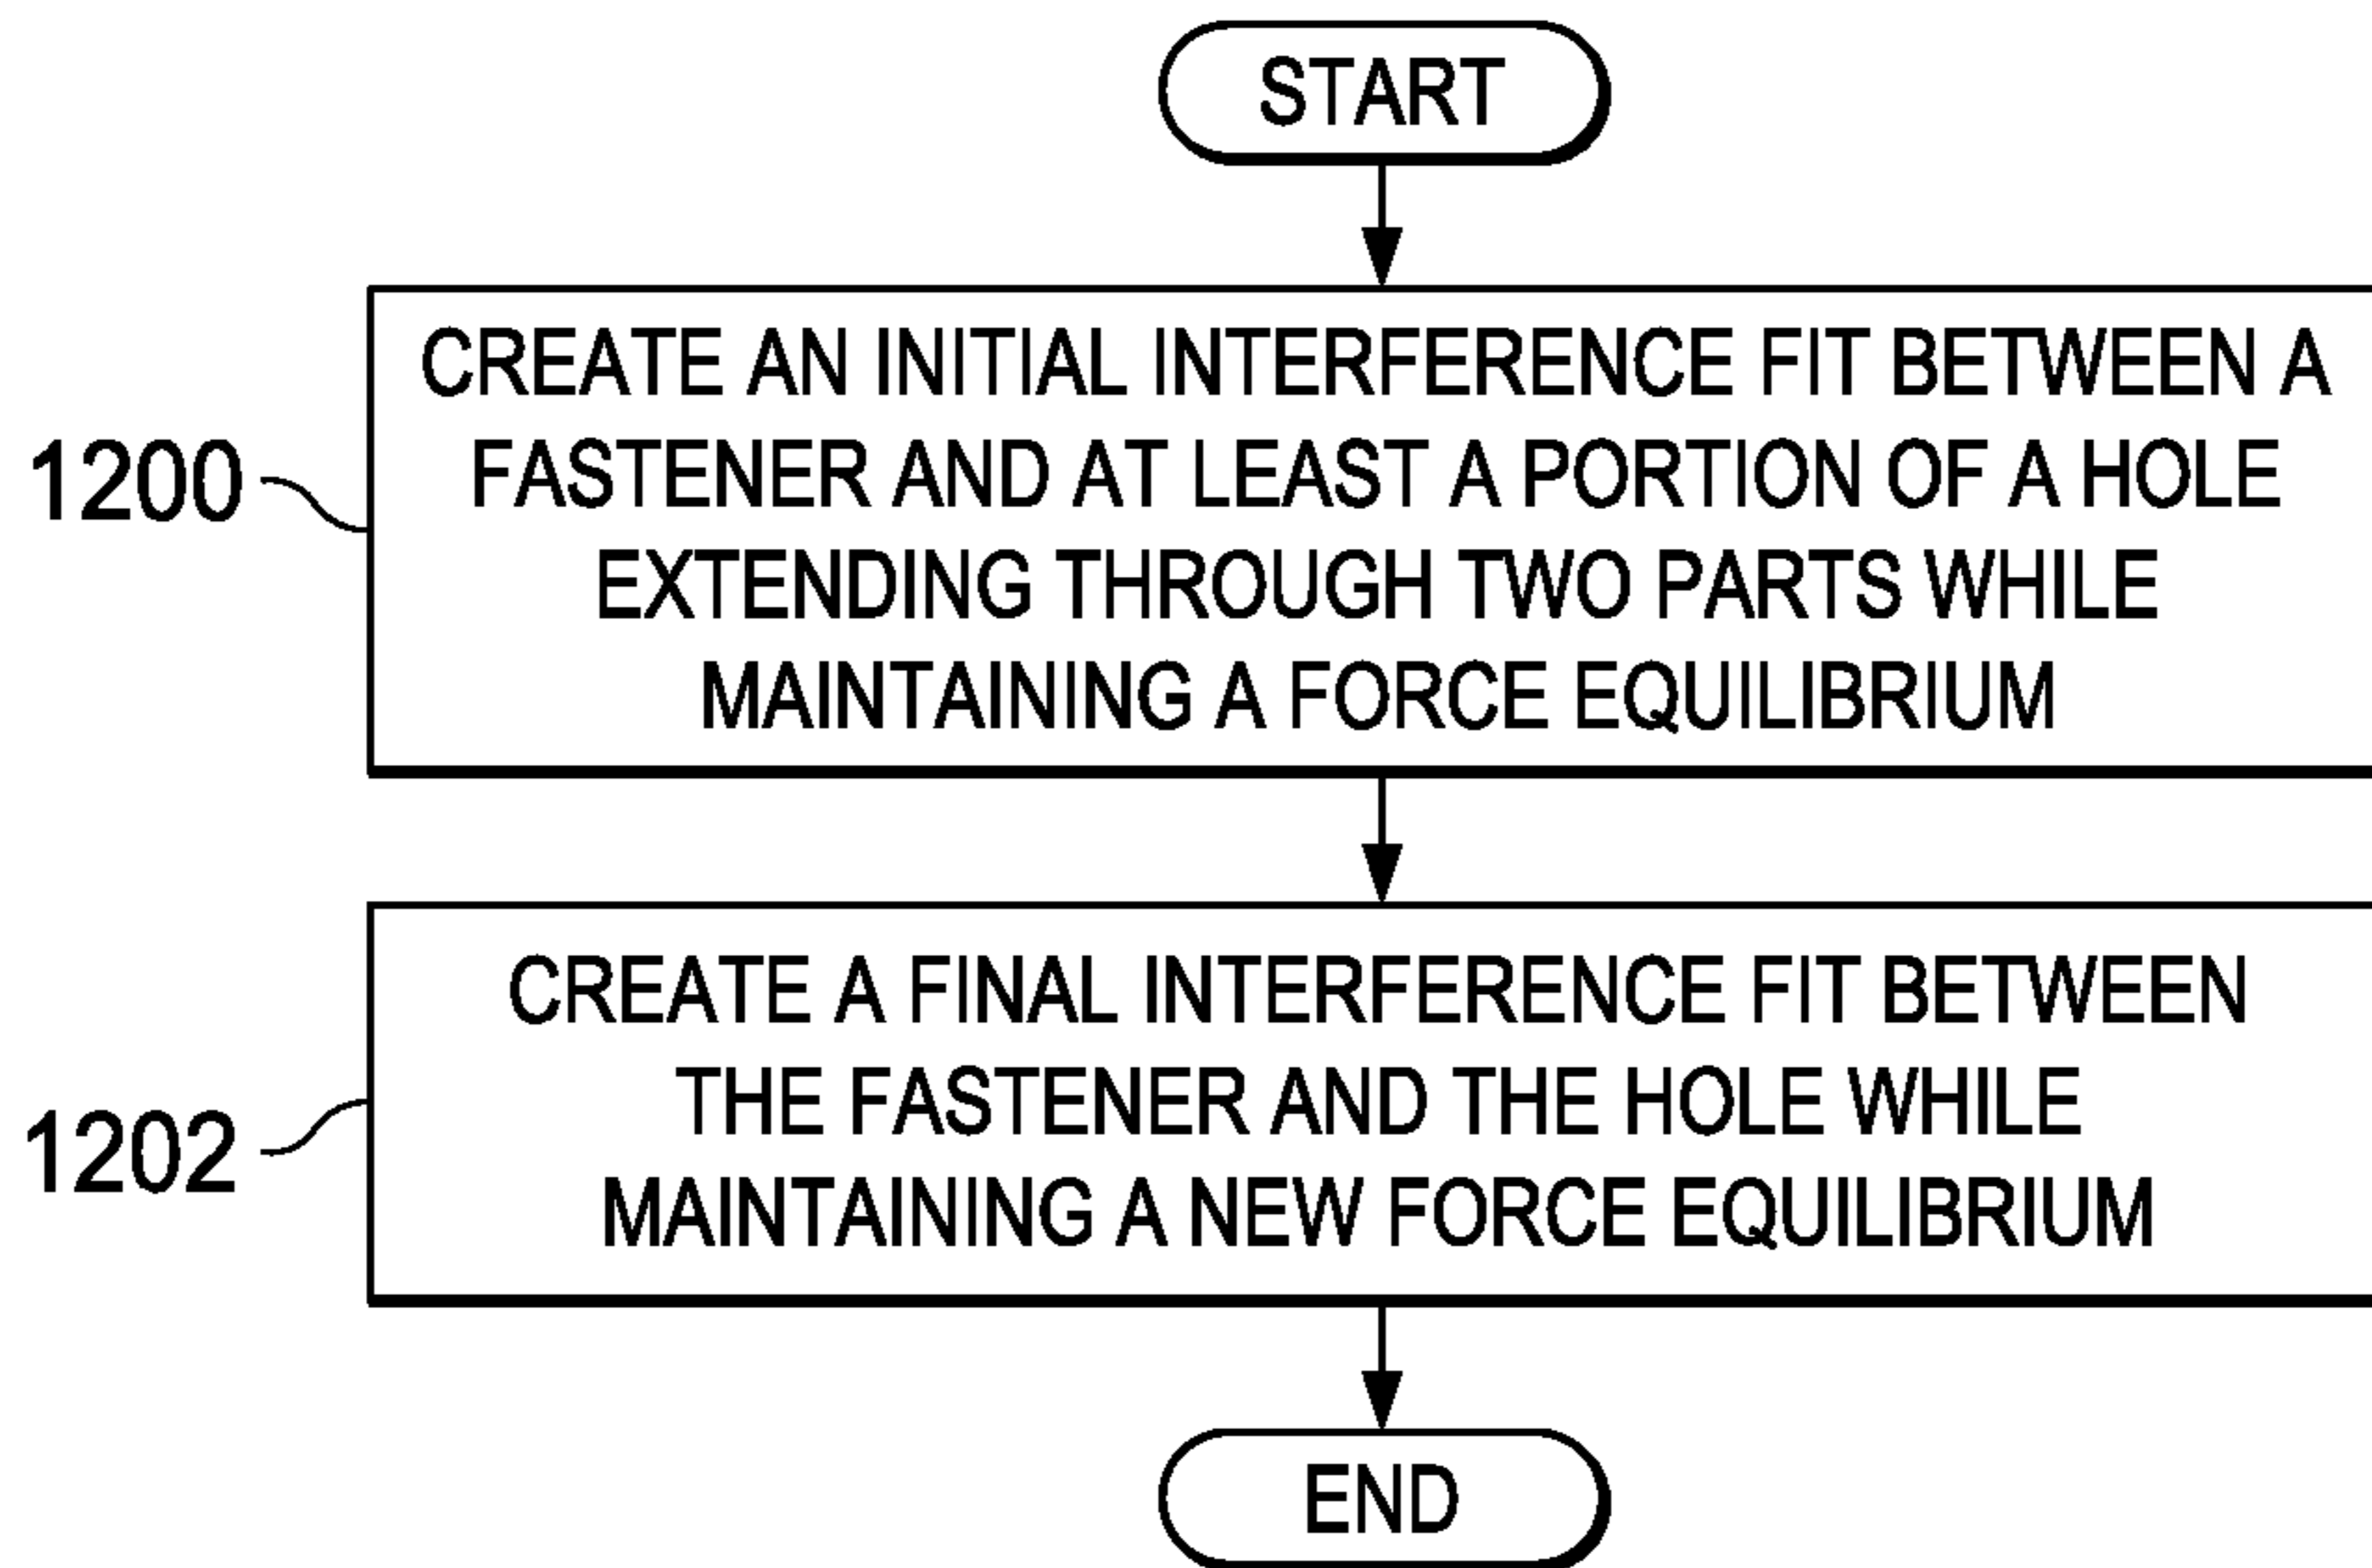 START
1200
CREATE AN INITIAL INTERFERENCE FIT BETWEEN A
FASTENER AND AT LEAST A PORTION OF A HOLE
EXTENDING THROUGH TWO PARTS WHILE
MAINTAINING A FORCE EQUILIBRIUM
1202
CREATE A FINAL INTERFERENCE FIT BETWEEN
THE FASTENER AND THE HOLE WHILE
MAINTAINING A NEW FORCE EQUILIBRIUM
END